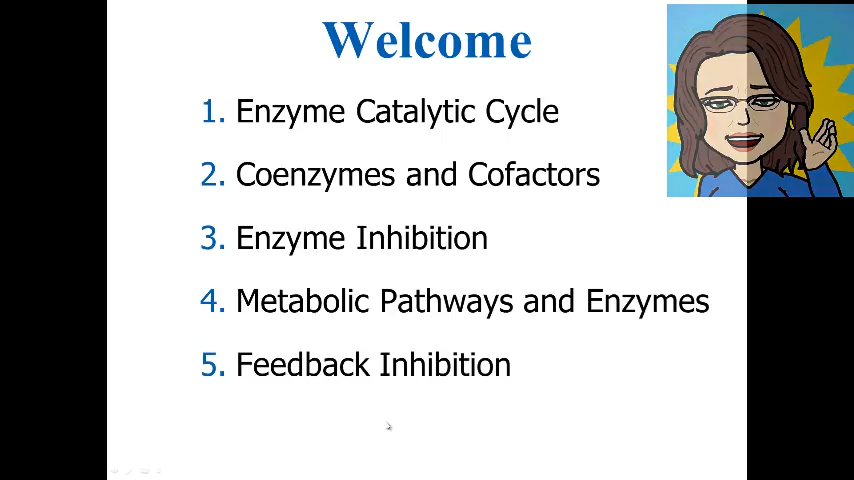 Welcome
1. Enzyme Catalytic Cycle
2. Coenzymes and Cofactors
3. Enzyme Inhibition
4. Metabolic Pathways and Enzymes
5. Feedback Inhibition